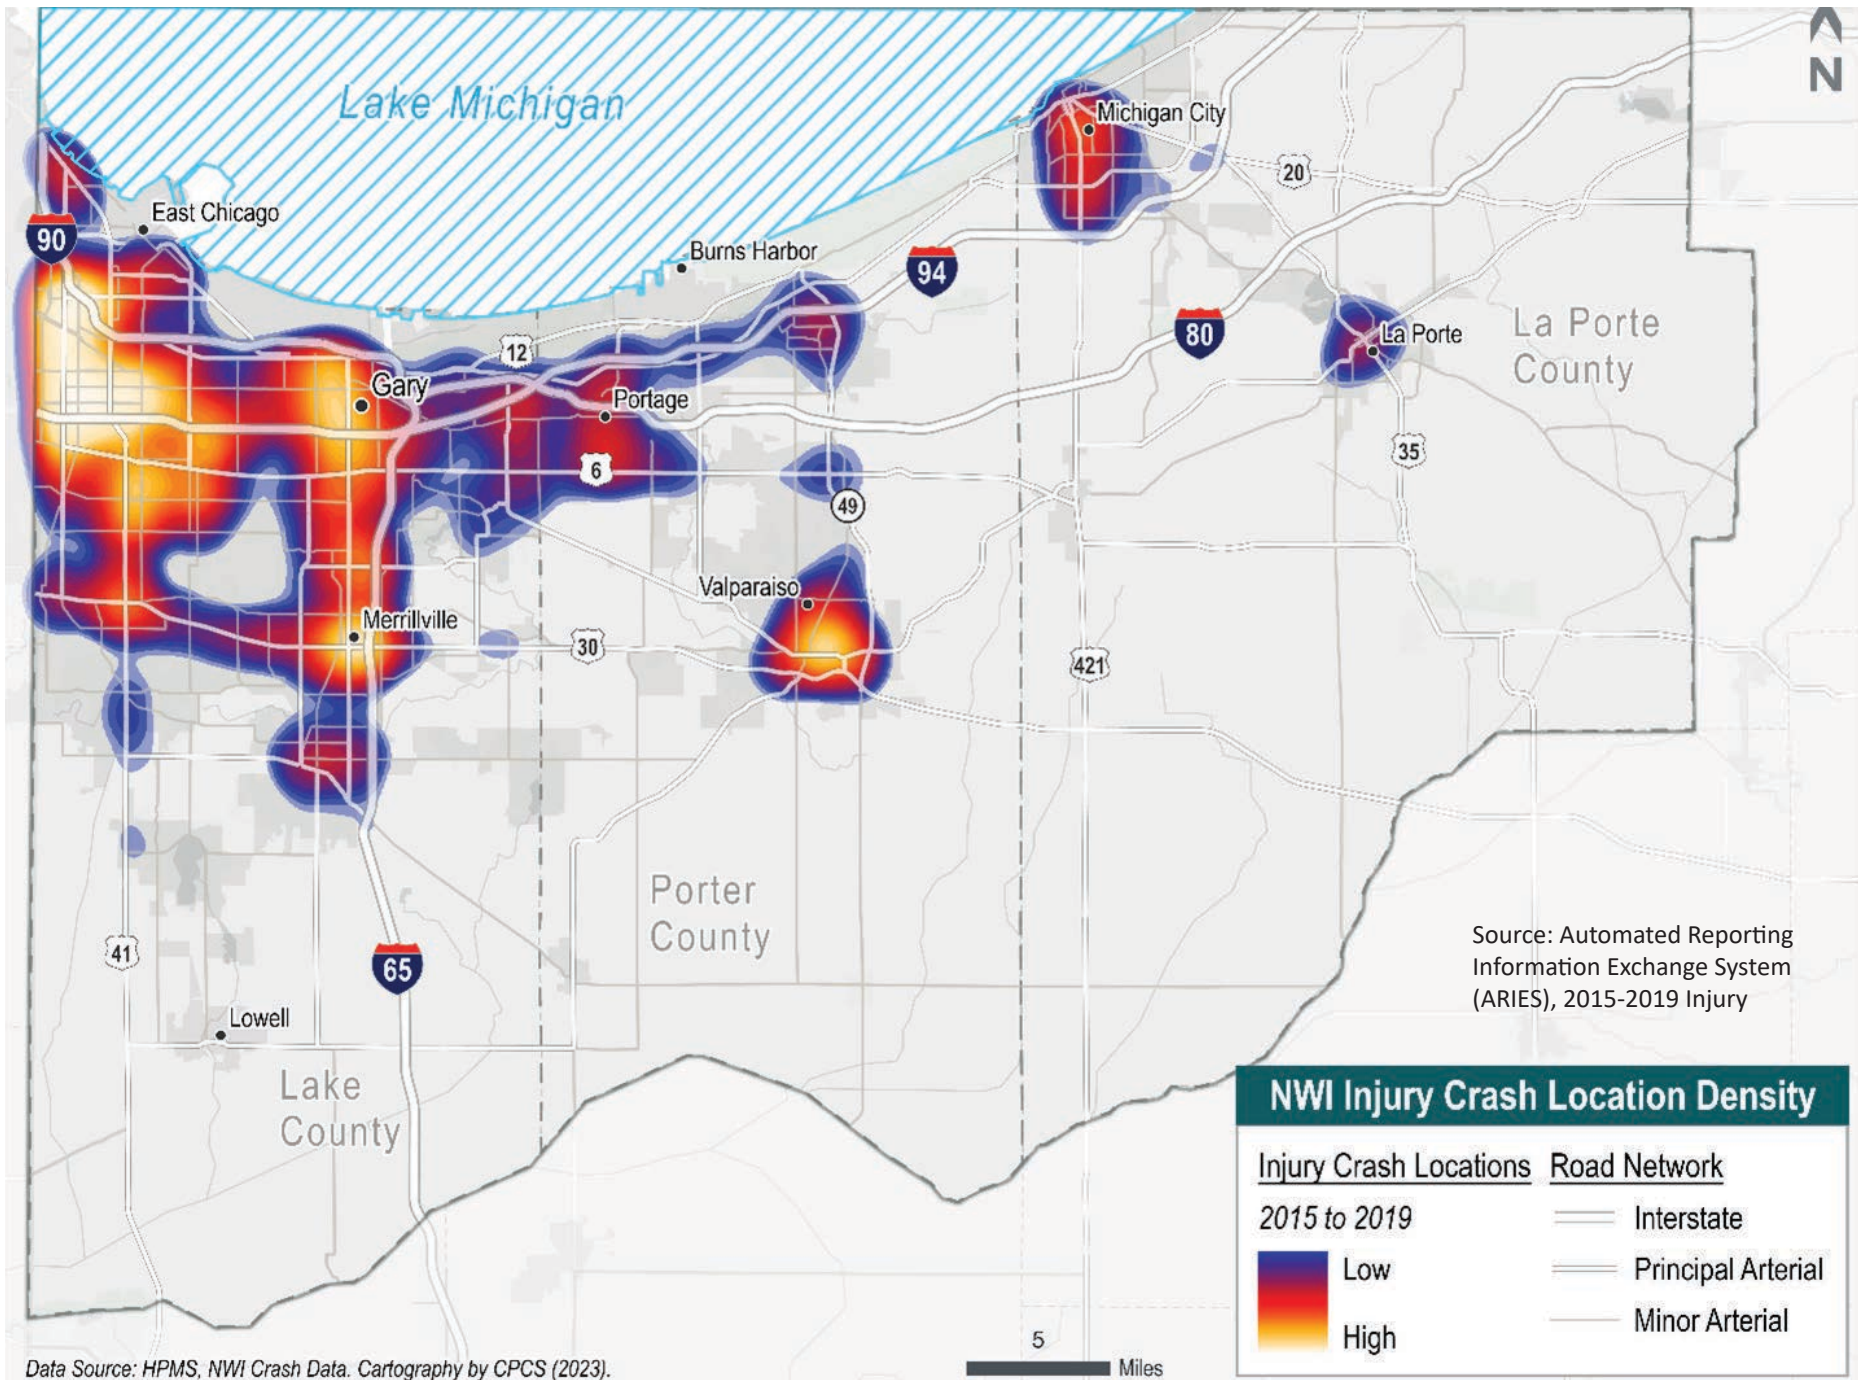 N
Lake Michigan
Michigan City
20
East Chicago
90
Burns Harbor
94
12
80
La Porte
La Porte
County
Gary
Portage
6
35
49
Valparaiso
Merrillville
30
421
Porter
County
41
65
Source: Automated Reporting
Information Exchange System
(ARIES), 2015-2019 Injury
Lowell
Lake
County
NWI Injury Crash Location Density
Injury Crash Locations
2015 to 2019
Low
High
Road Network
Interstate
Principal Arterial
Minor Arterial
5
Miles
Data Source: HPMS, NWI Crash Data. Cartography by CPCS (2023).